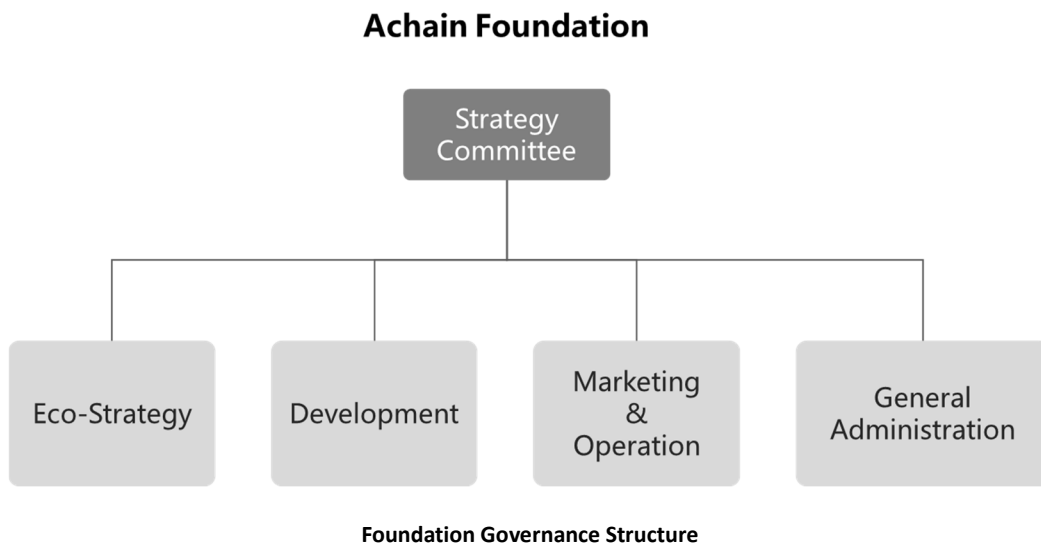 Achain Foundation
Strategy
Committee
Eco-Strategy
Development
Marketing
&
Operation
General
Administration
Foundation Governance Structure